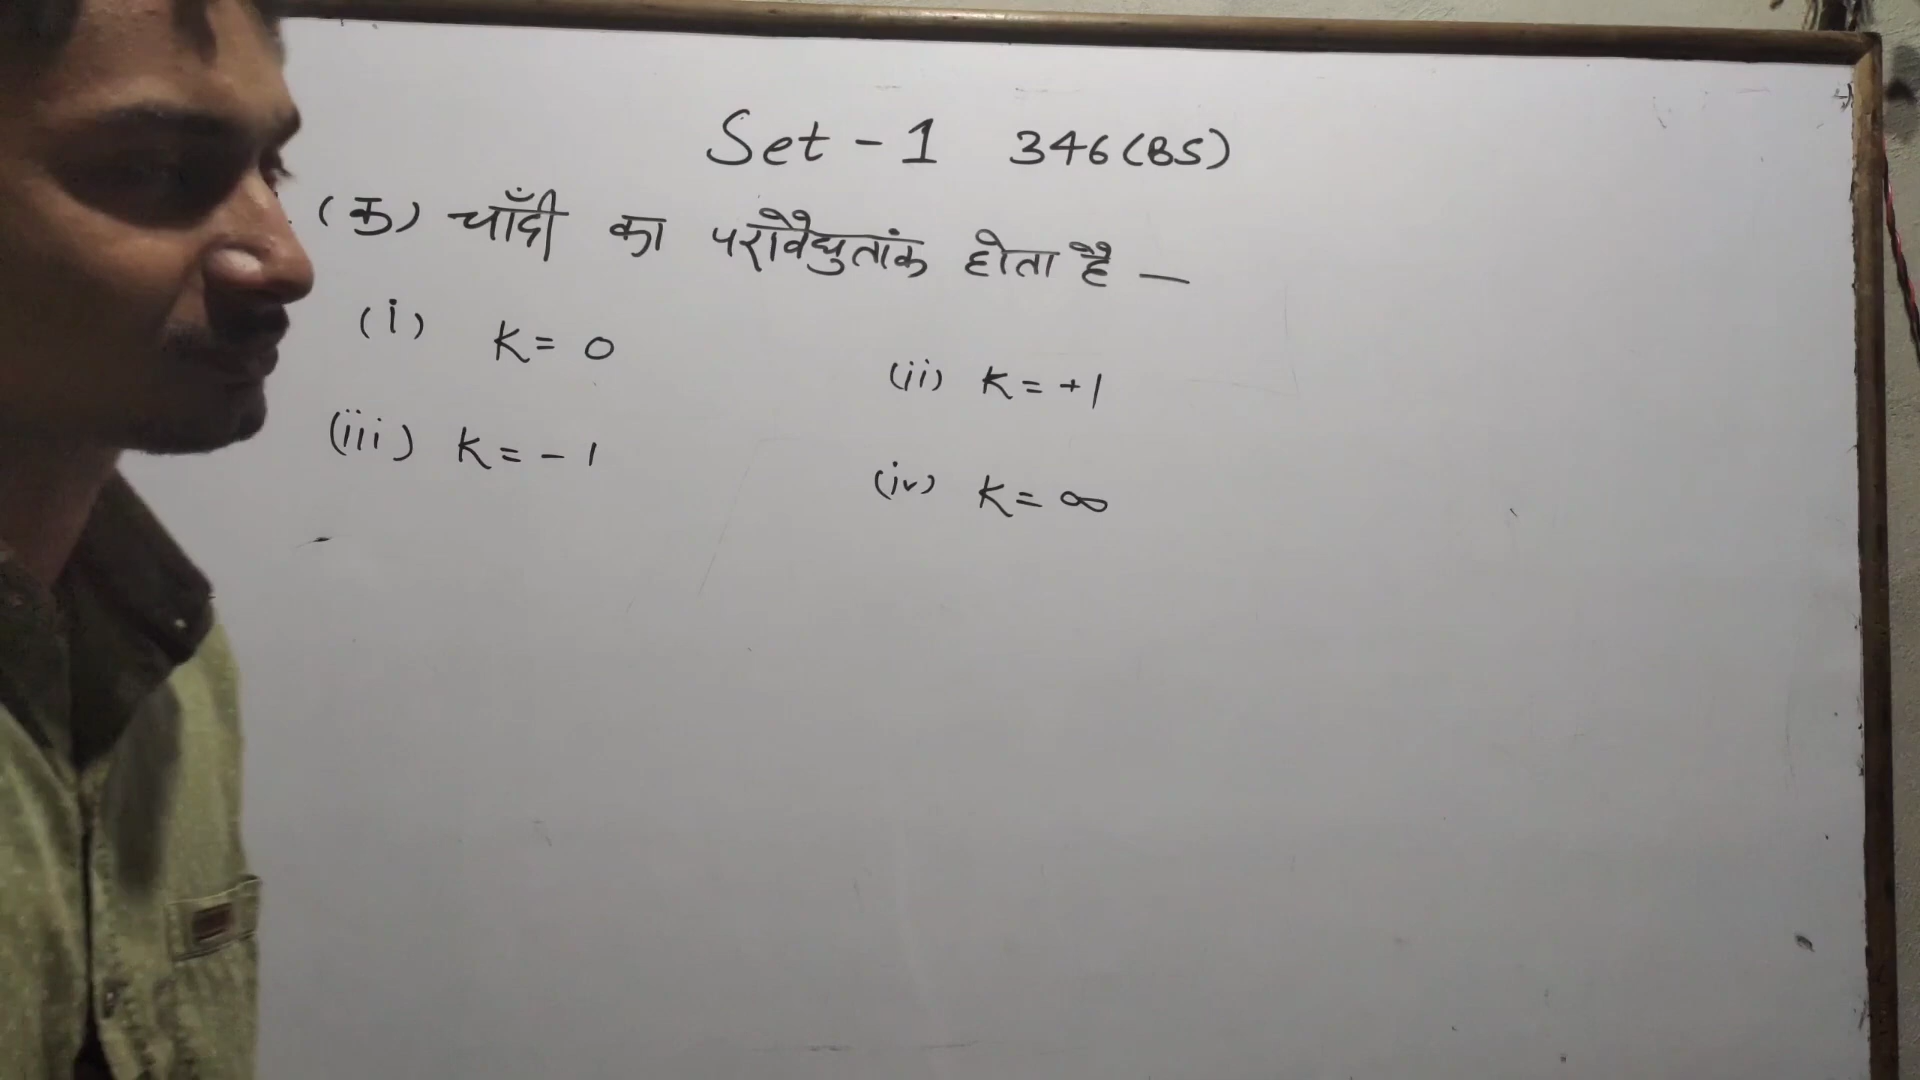 Set - 1 346(BS)
(क) चाँदी का परावैद्युतांक होता है —
(i) K = 0
(ii) K = +1
(iii) K = - 1
(iv) K = ∞